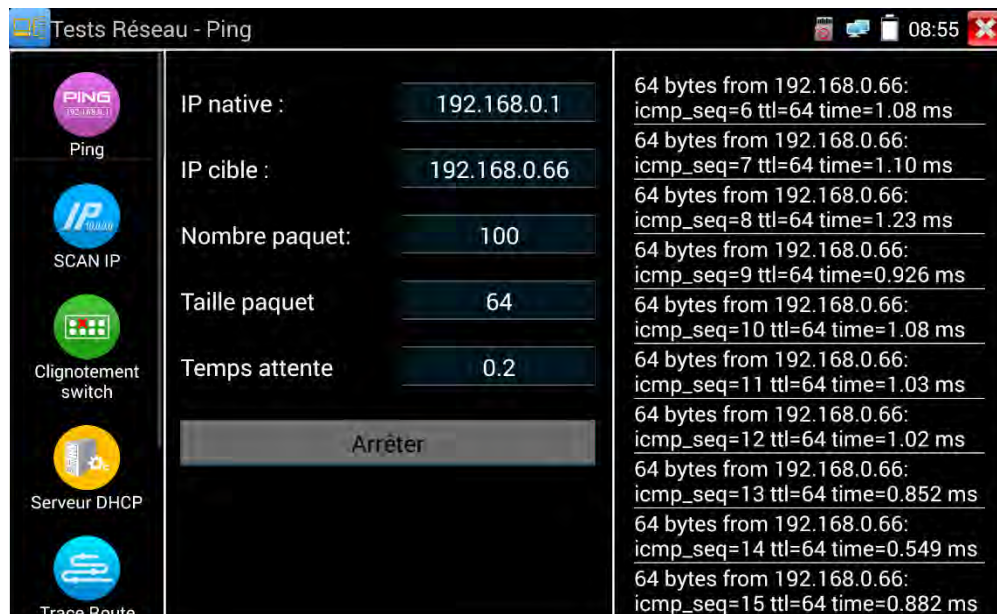 Tests Réseau - Ping
08:55
PING
192.168.0.1
Ping
IP
10.0.0.0
SCAN IP
Clignotement
switch
Serveur DHCP
Trace Route
IP native :
192.168.0.1
IP cible :
192.168.0.66
Nombre paquet:
100
Taille paquet
64
Temps attente
0.2
Arrêter
64 bytes from 192.168.0.66:
icmp_seq=6 ttl=64 time=1.08 ms
64 bytes from 192.168.0.66:
icmp_seq=7 ttl=64 time=1.10 ms
64 bytes from 192.168.0.66:
icmp_seq=8 ttl=64 time=1.23 ms
64 bytes from 192.168.0.66:
icmp_seq=9 ttl=64 time=0.926 ms
64 bytes from 192.168.0.66:
icmp_seq=10 ttl=64 time=1.08 ms
64 bytes from 192.168.0.66:
icmp_seq=11 ttl=64 time=1.03 ms
64 bytes from 192.168.0.66:
icmp_seq=12 ttl=64 time=1.02 ms
64 bytes from 192.168.0.66:
icmp_seq=13 ttl=64 time=0.852 ms
64 bytes from 192.168.0.66:
icmp_seq=14 ttl=64 time=0.549 ms
64 bytes from 192.168.0.66:
icmp_seq=15 ttl=64 time=0.882 ms